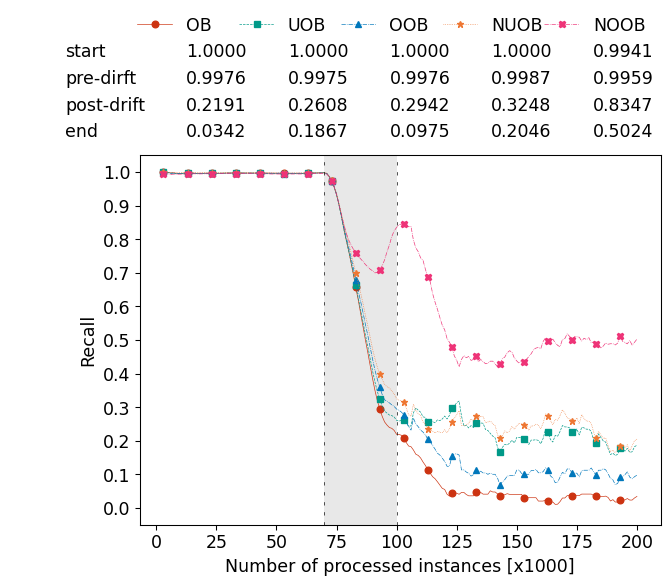 OB UOB OOB NUOB NOOB
start 1.0000 1.0000 1.0000 1.0000 0.9941
pre-dirft 0.9976 0.9975 0.9976 0.9987 0.9959
post-drift 0.2191 0.2608 0.2942 0.3248 0.8347
end 0.0342 0.1867 0.0975 0.2046 0.5024
1.0
0.9
0.8
0.7
0.6
0.5
0.4
0.3
0.2
0.1
0.0
Recall
0 25 50 75 100 125 150 175 200
Number of processed instances [x1000]